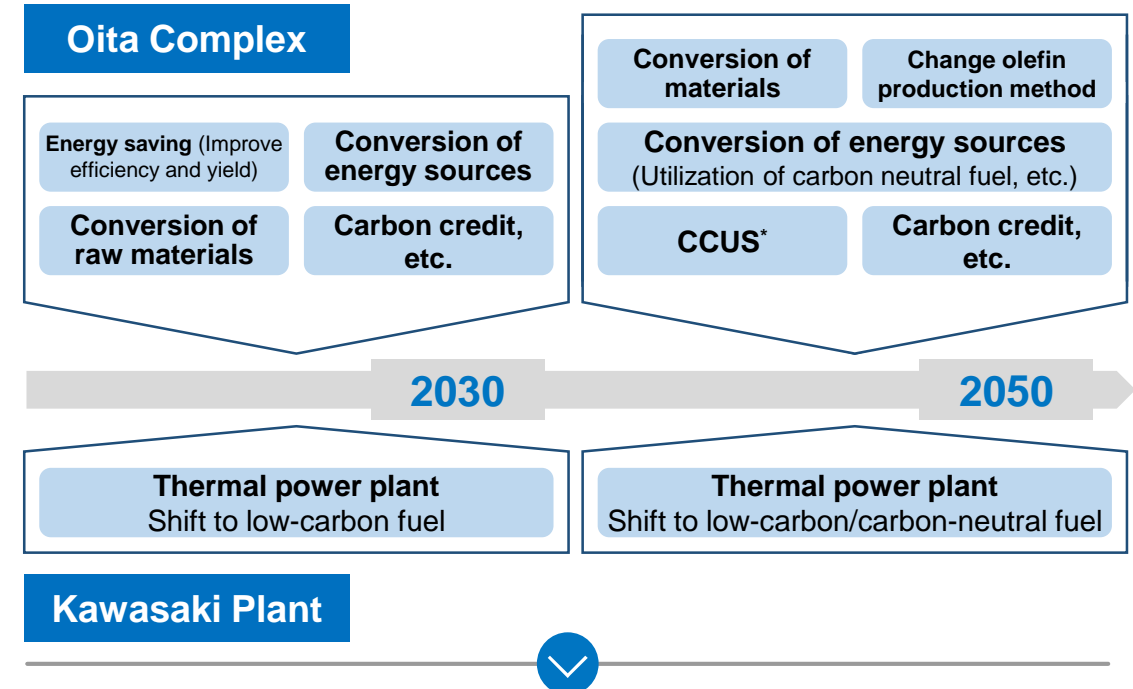 Oita Complex
Energy saving (Improve
efficiency and yield)
Conversion of
energy sources
Conversion of
raw materials
Carbon credit,
etc.
Conversion of
materials
Change olefin
production method
Conversion of energy sources
(Utilization of carbon neutral fuel, etc.)
CCUS*
Carbon credit,
etc.
2030
2050
Thermal power plant
Shift to low-carbon fuel
Thermal power plant
Shift to low-carbon/carbon-neutral fuel
Kawasaki Plant